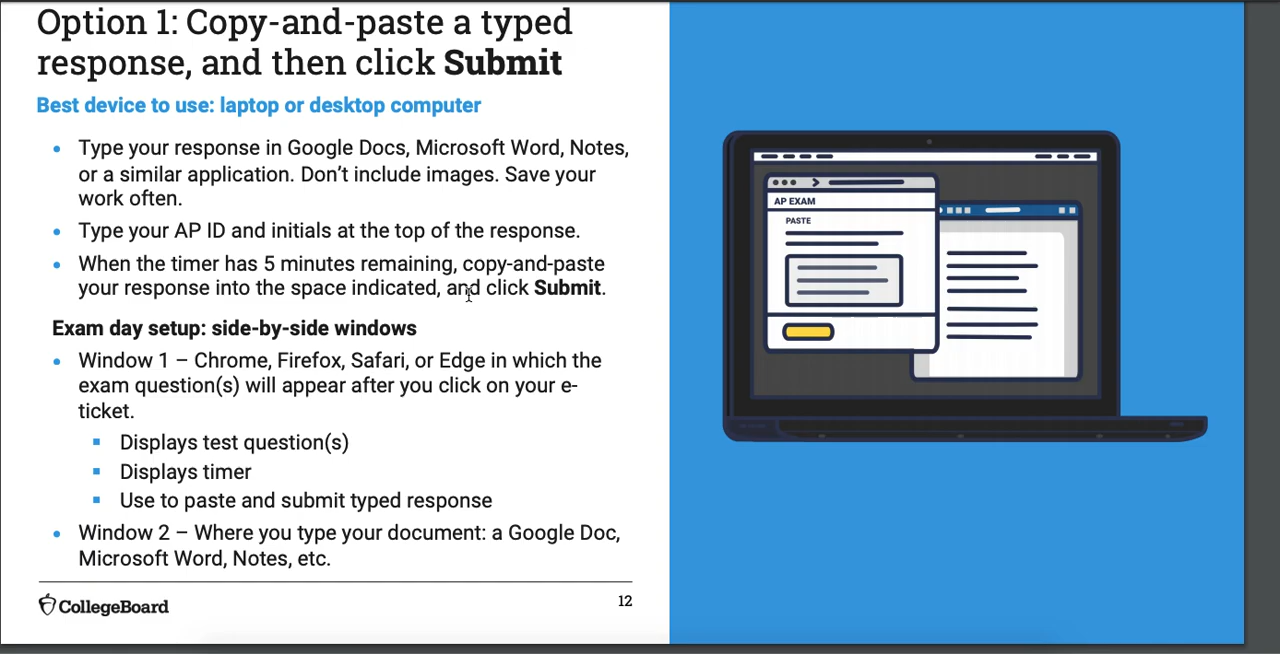 Option 1: Copy-and-paste a typed
response, and then click Submit
Best device to use: laptop or desktop computer
• Type your response in Google Docs, Microsoft Word, Notes,
or a similar application. Don’t include images. Save your
work often.
• Type your AP ID and initials at the top of the response.
• When the timer has 5 minutes remaining, copy-and-paste
your response into the space indicated, and click Submit.
Exam day setup: side-by-side windows
• Window 1 – Chrome, Firefox, Safari, or Edge in which the
exam question(s) will appear after you click on your e-
ticket.
▪ Displays test question(s)
▪ Displays timer
▪ Use to paste and submit typed response
• Window 2 – Where you type your document: a Google Doc,
Microsoft Word, Notes, etc.
CollegeBoard
12
AP EXAM
PASTE